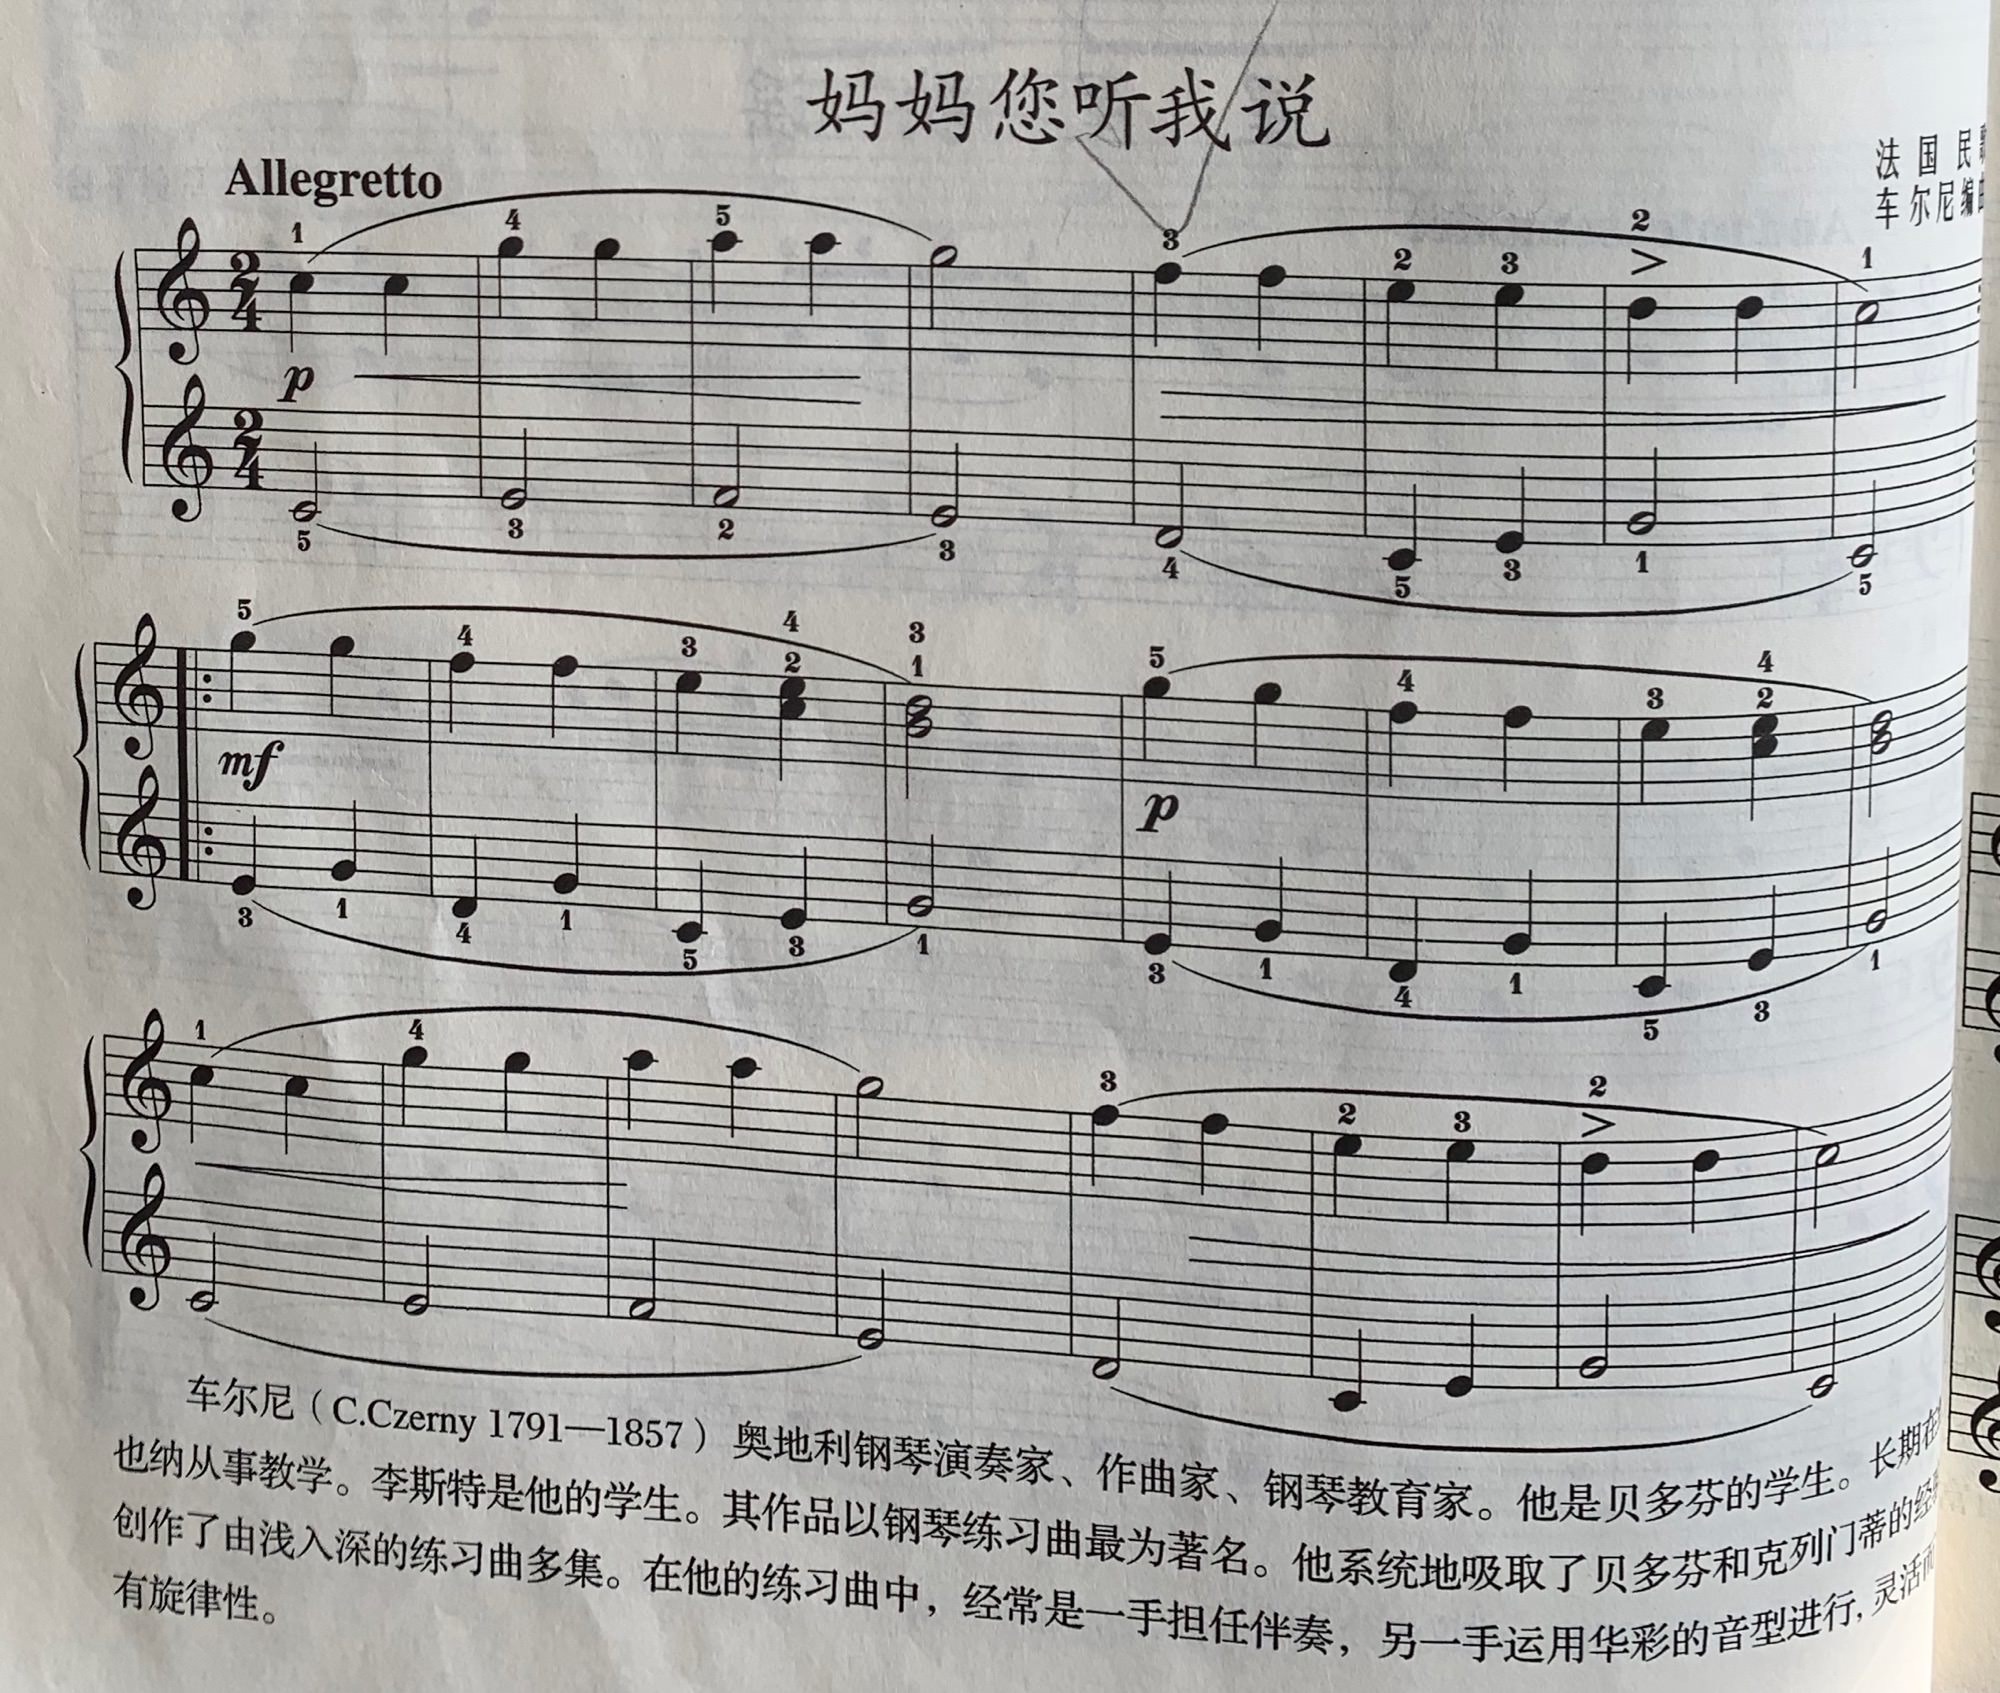 妈妈您听我说
Allegretto
法国民歌
车尔尼编曲
1 4 5 3 2 3 2 1
2 4
p
2 4
5 3 2 3 4 5 3 1 5
5 4 3 4 2 3 1 5 4 3 4 2
mf
p
3 1 4 1 5 3 1 3 1 4 1 5 3 1
1 4 3 2 3 2
车尔尼（C.Czerny 1791—1857）奥地利钢琴演奏家、作曲家、钢琴教育家。他是贝多芬的学生。长期在
也纳从事教学。李斯特是他的学生。其作品以钢琴练习曲最为著名。他系统地吸取了贝多芬和克列门蒂的经
创作了由浅入深的练习曲多集。在他的练习曲中，经常是一手担任伴奏，另一手运用华彩的音型进行，灵活
有旋律性。